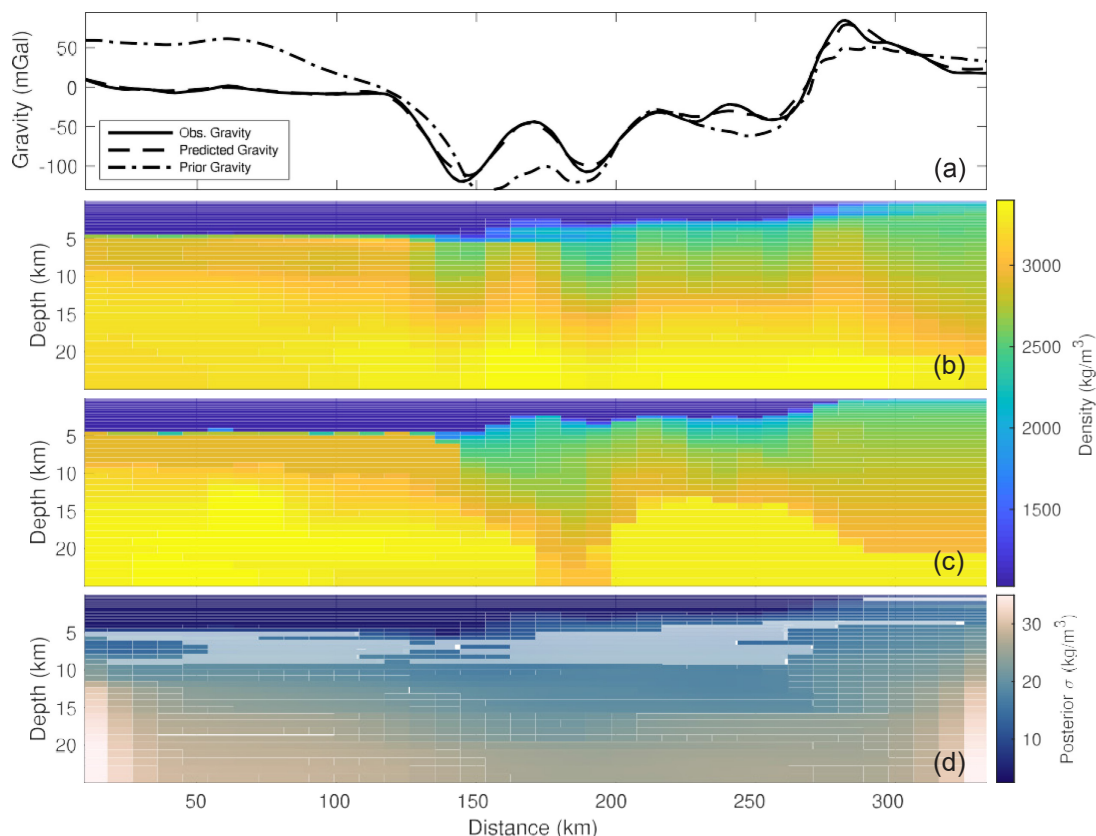 50
0
-50
-100
Gravity (mGal)
Obs. Gravity
Predicted Gravity
Prior Gravity
(a)
5
10
15
20
Depth (km)
(b)
5
10
15
20
Depth (km)
(c)
3000
2500
2000
1500
Density (kg/m³)
5
10
15
20
Depth (km)
(d)
30
20
10
Posterior σ (kg/m³)
50 100 150 200 250 300
Distance (km)